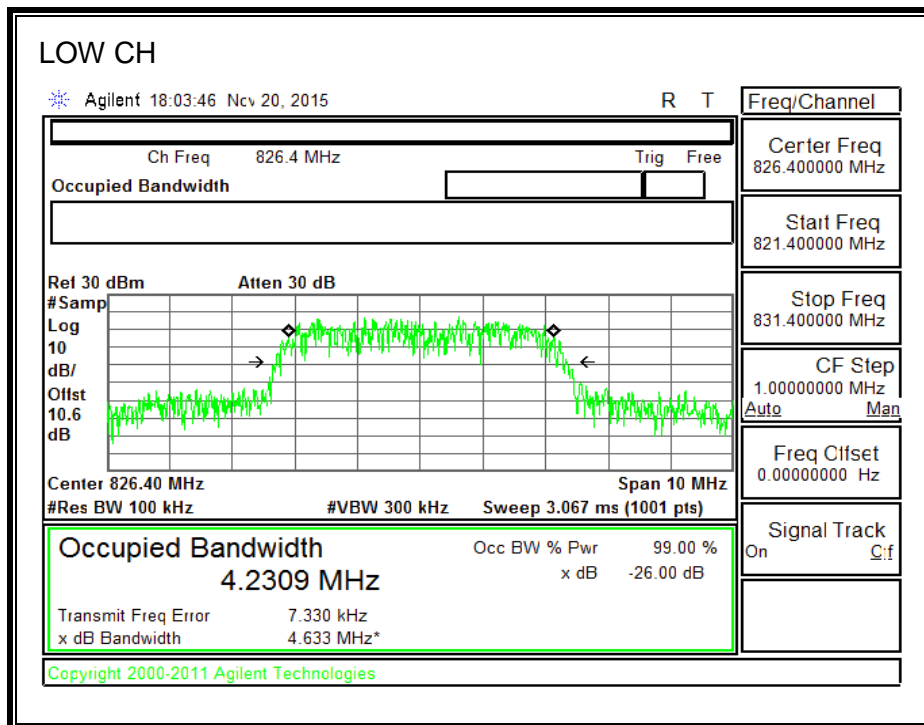 LOW CH
Agilent 18:03:46 Nov 20, 2015 R T
Freq/Channel
Ch Freq 826.4 MHz Trig Free
Occupied Bandwidth
Center Freq
826.400000 MHz
Start Freq
821.400000 MHz
Stop Freq
831.400000 MHz
CF Step
1.00000000 MHz
Auto Man
Freq Offset
0.00000000 Hz
Signal Track
On Off
Ref 30 dBm Atten 30 dB
#Samp
Log
10
dB/
Offst
10.6
dB
Center 826.40 MHz Span 10 MHz
#Res BW 100 kHz #VBW 300 kHz Sweep 3.067 ms (1001 pts)
Occupied Bandwidth Occ BW % Pwr 99.00 %
4.2309 MHz x dB -26.00 dB
Transmit Freq Error 7.330 kHz
x dB Bandwidth 4.633 MHz*
Copyright 2000-2011 Agilent Technologies